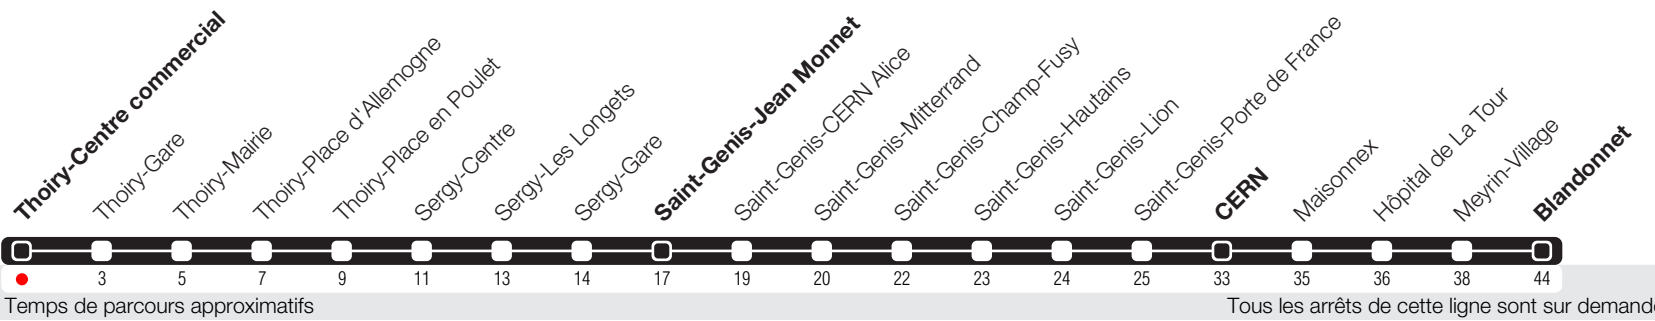 Thoiry-Centre commercial
Thoiry-Gare
Thoiry-Mairie
Thoiry-Place d'Allemogne
Thoiry-Place en Poulet
Sergy-Centre
Sergy-Les Longets
Sergy-Gare
Saint-Genis-Jean Monnet
Saint-Genis-CERN Alice
Saint-Genis-Mitterrand
Saint-Genis-Champ-Fusy
Saint-Genis-Hautains
Saint-Genis-Lion
Saint-Genis-Porte de France
CERN
Maisonnex
Hôpital de La Tour
Meyrin-Village
Blandonnet
3 5 7 9 11 13 14 17 19 20 22 23 24 25 33 35 36 38 44
Temps de parcours approximatifs
Tous les arrêts de cette ligne sont sur demande